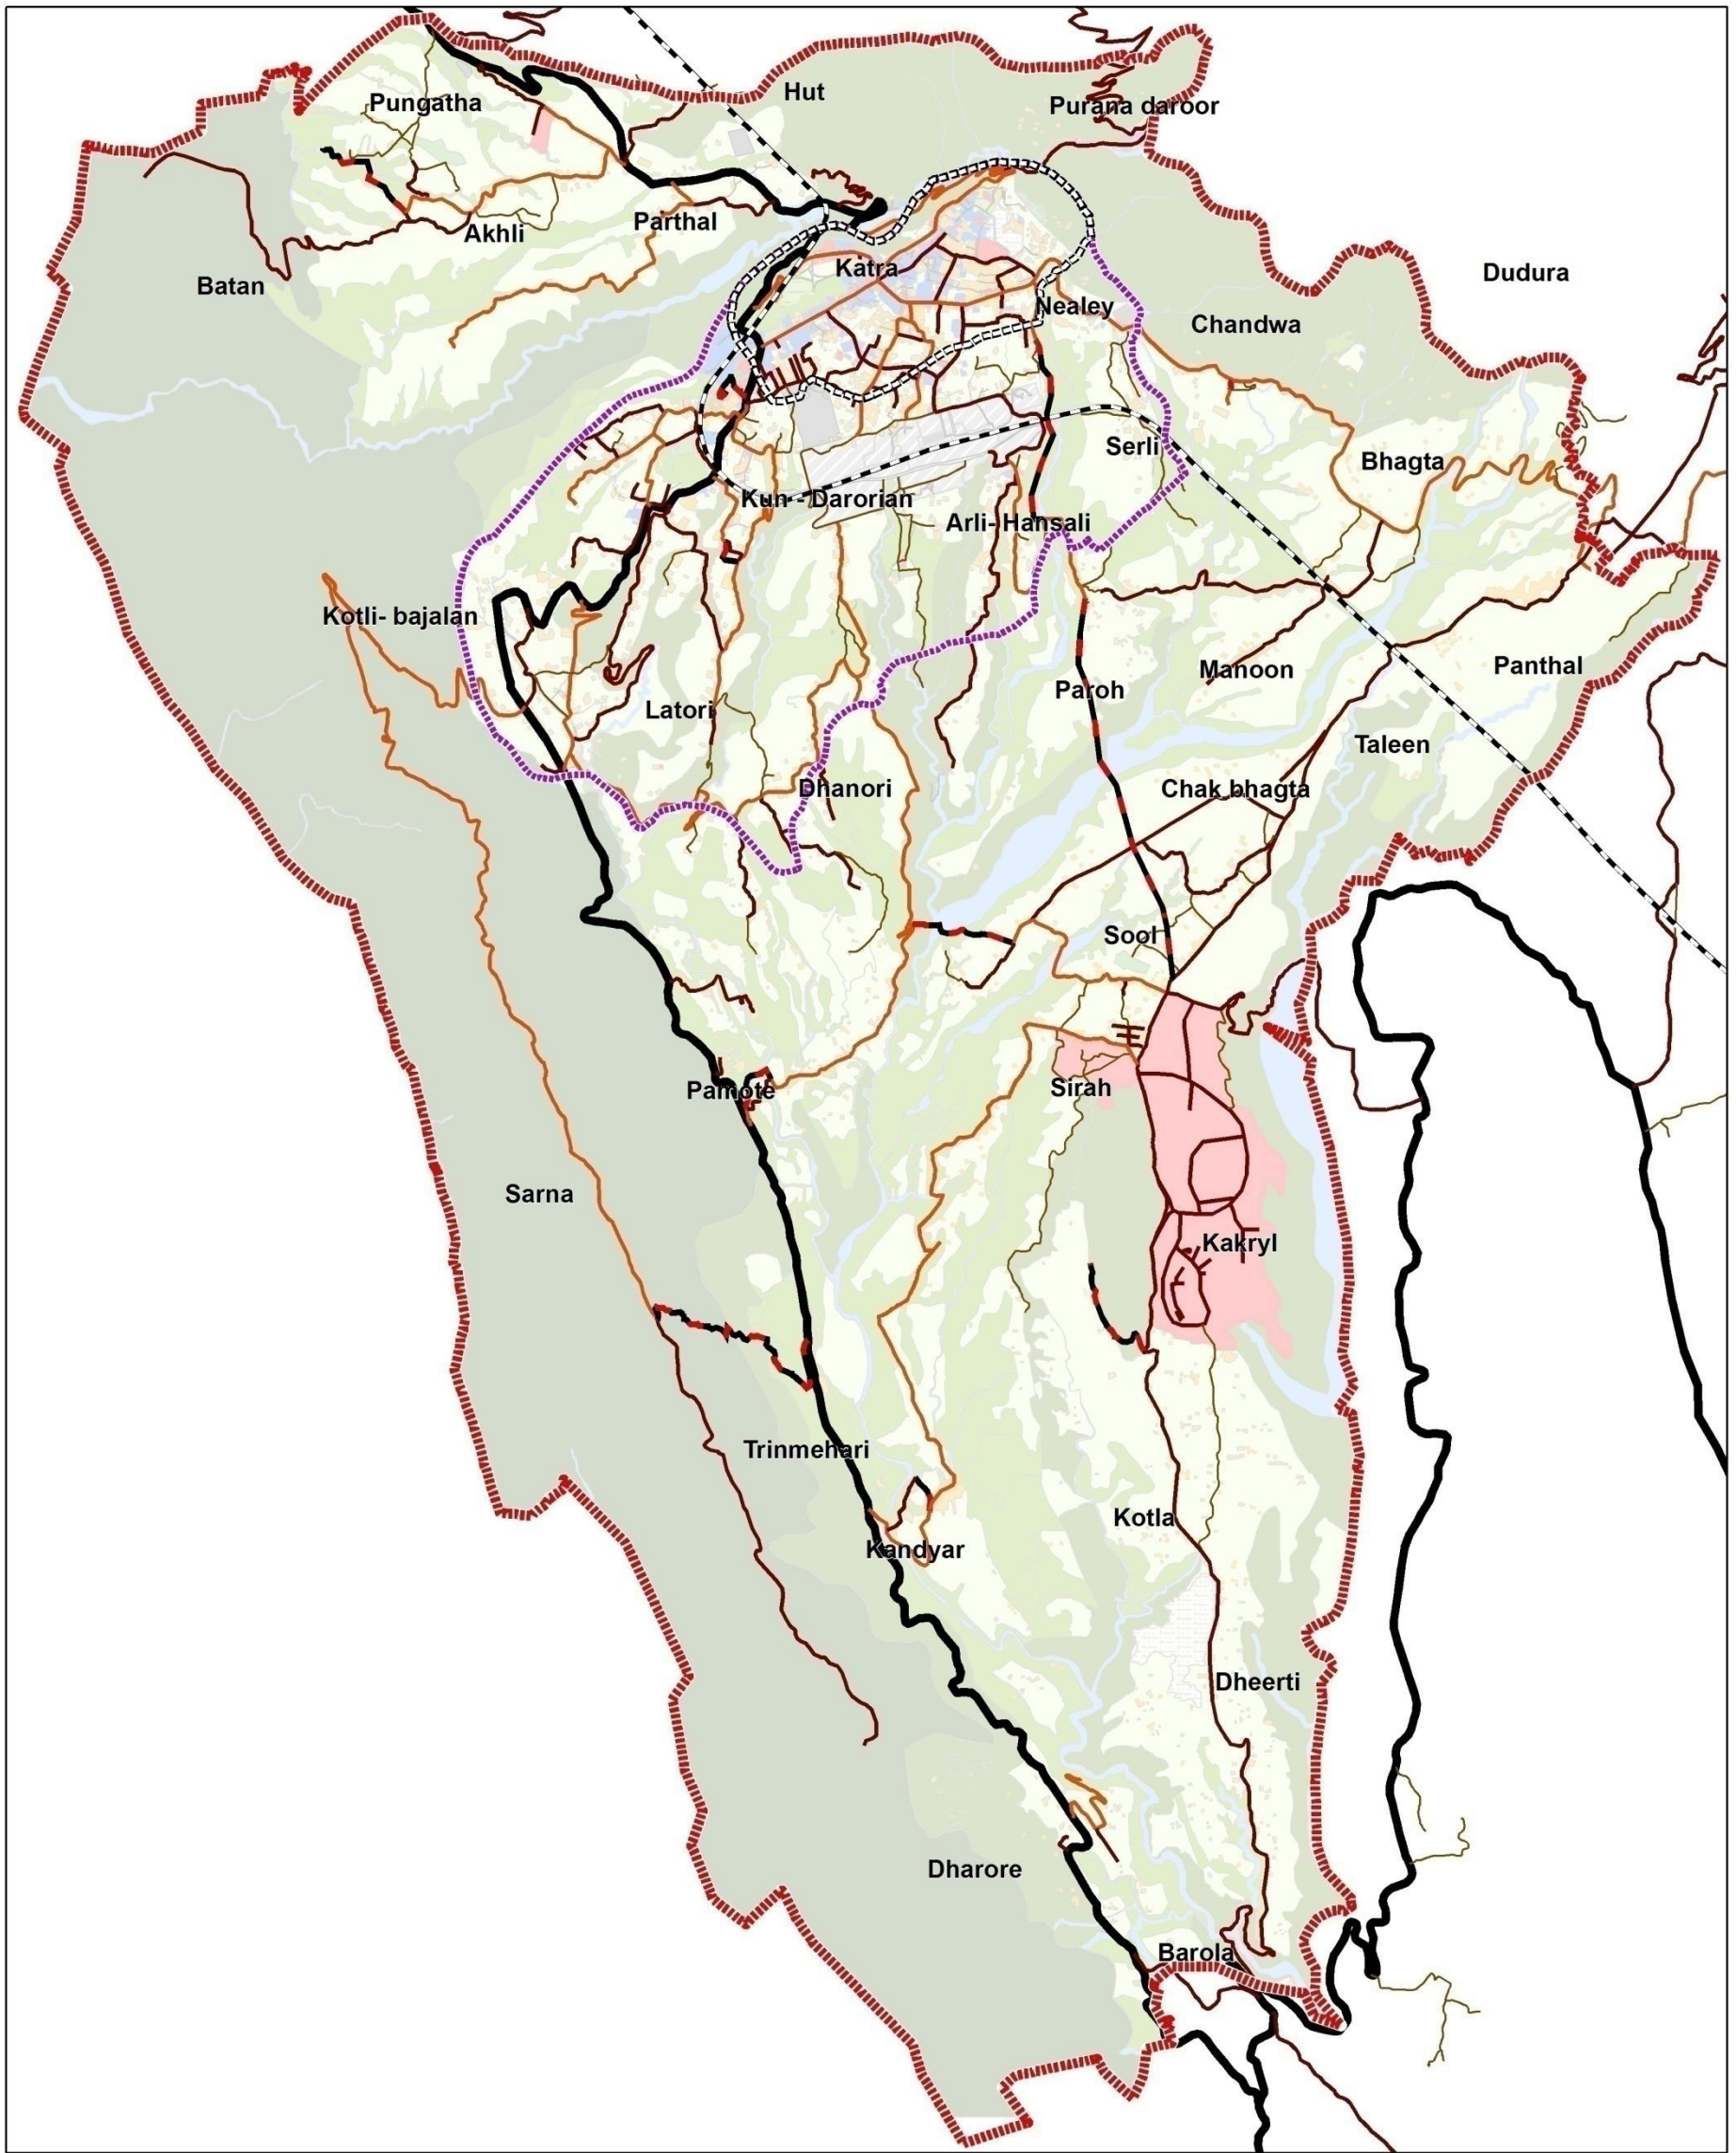 Hut
Pungatha
Purana daroor
Parthal
Akhli
Katra
Dudura
Batan
Nealey
Chandwa
Serli
Bhagta
Kun - Darorian
Arli- Hansali
Kotli- bajalan
Manoon
Panthal
Paroh
Latori
Taleen
Dhanori
Chak bhagta
Sool
Pamote
Sirah
Sarna
Kakryl
Trinmehari
Kotla
Kandyar
Dheerti
Dharore
Barola